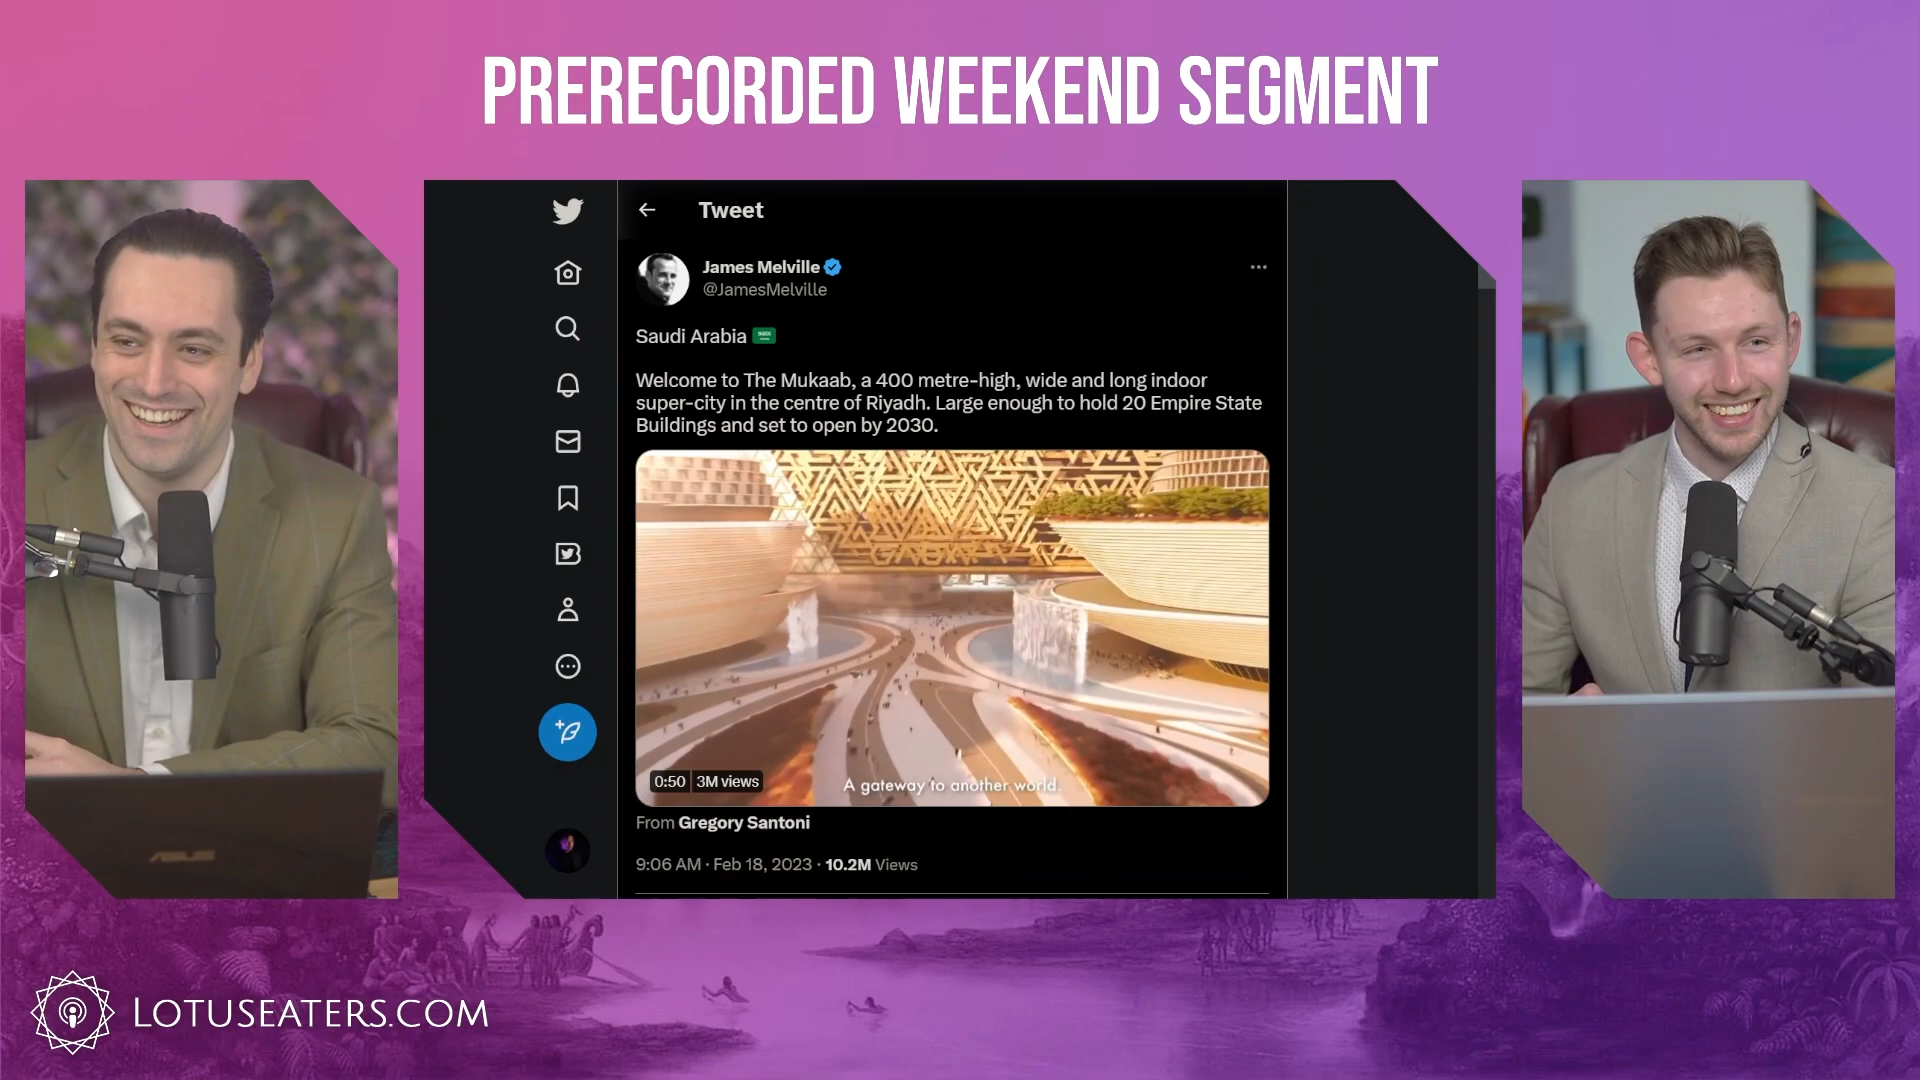 PRERECORDED WEEKEND SEGMENT
Tweet
James Melville
@JamesMelville
Saudi Arabia
Welcome to The Mukaab, a 400 metre-high, wide and long indoor
super-city in the centre of Riyadh. Large enough to hold 20 Empire State
Buildings and set to open by 2030.
0:50 3M views
A gateway to another world.
From Gregory Santoni
9:06 AM · Feb 18, 2023 · 10.2M Views
ASUS
LOTUSEATERS.COM